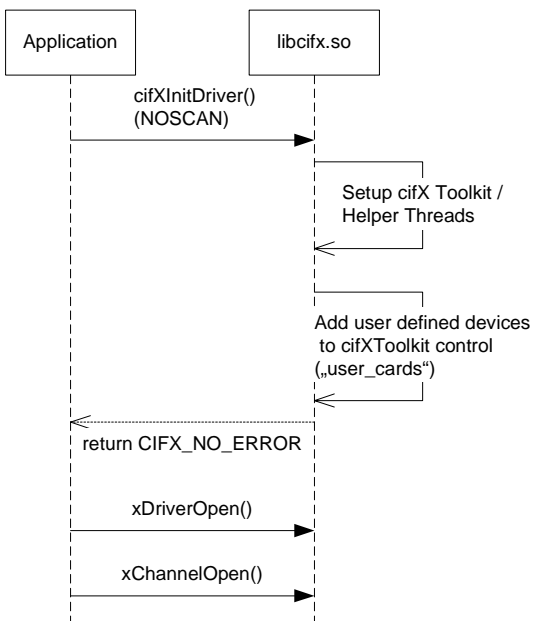 Application
libcifx.so
cifXInitDriver()
(NOSCAN)
Setup cifX Toolkit /
Helper Threads
Add user defined devices
to cifXToolkit control
(„user_cards“)
return CIFX_NO_ERROR
xDriverOpen()
xChannelOpen()